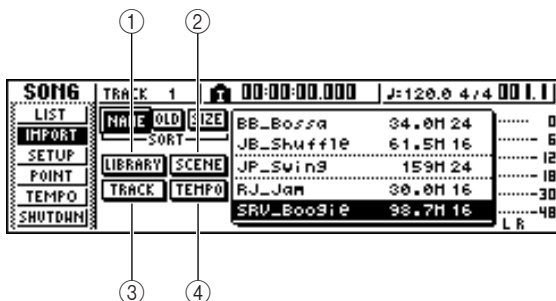 ① ②
SONG TRACK 1 00:00:00.000 ♩=120.0 4/4 001.1
LIST
IMPORT
SETUP
POINT
TEMPO
SHUTDWN
NAME OLD SIZE
SORT
LIBRARY SCENE
TRACK TEMPO
BB_Bossa 34.0M 24
JB_Shuffle 61.5M 16
JP_Swing 159M 24
RJ_Jam 30.0M 16
SRV_Boogie 98.7M 16
0
6
12
18
30
48
L R
③ ④